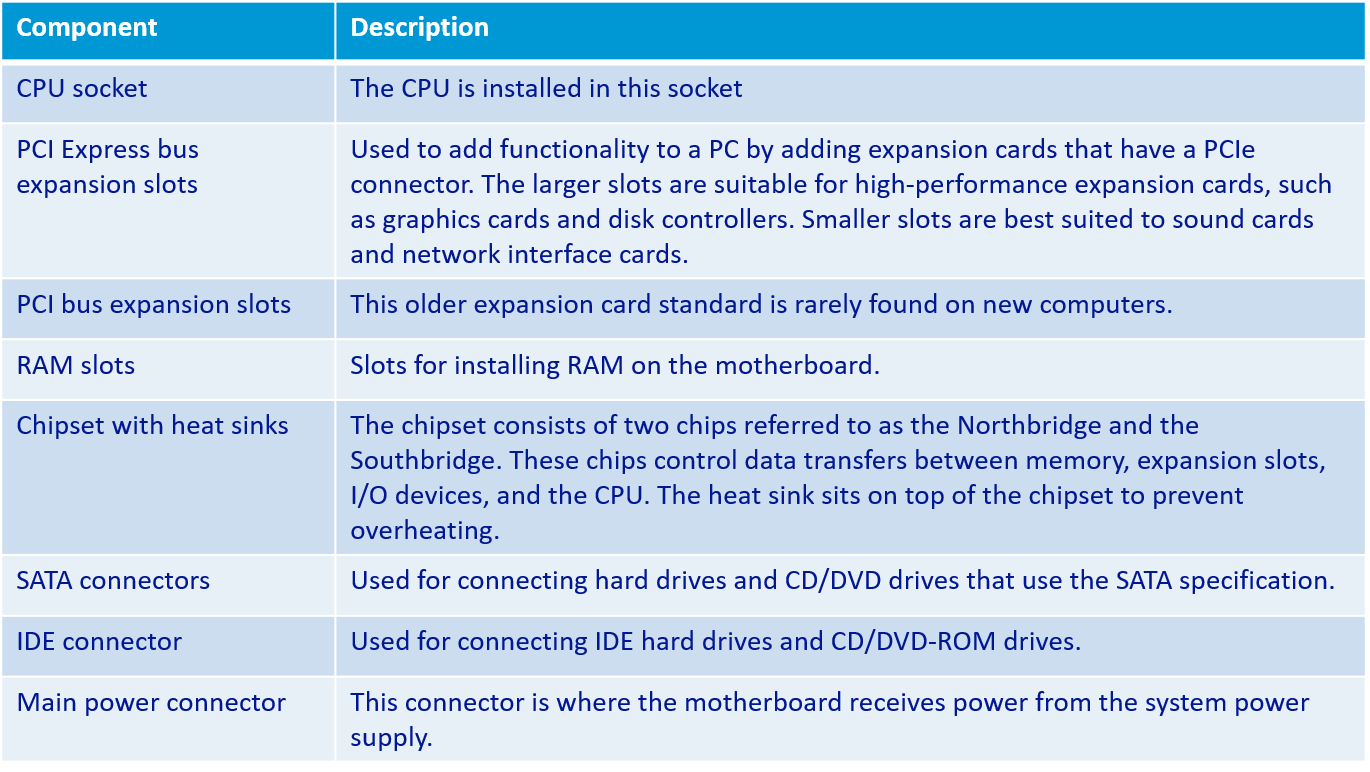 Component
Description
CPU socket
The CPU is installed in this socket
PCI Express bus
expansion slots
Used to add functionality to a PC by adding expansion cards that have a PCIe
connector. The larger slots are suitable for high-performance expansion cards, such
as graphics cards and disk controllers. Smaller slots are best suited to sound cards
and network interface cards.
PCI bus expansion slots
This older expansion card standard is rarely found on new computers.
RAM slots
Slots for installing RAM on the motherboard.
Chipset with heat sinks
The chipset consists of two chips referred to as the Northbridge and the
Southbridge. These chips control data transfers between memory, expansion slots,
I/O devices, and the CPU. The heat sink sits on top of the chipset to prevent
overheating.
SATA connectors
Used for connecting hard drives and CD/DVD drives that use the SATA specification.
IDE connector
Used for connecting IDE hard drives and CD/DVD-ROM drives.
Main power connector
This connector is where the motherboard receives power from the system power
supply.